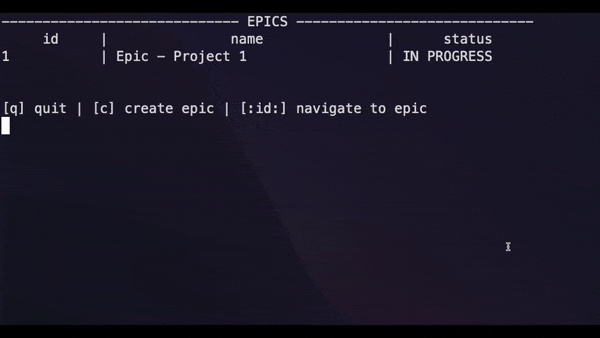 ----------------------------- EPICS -----------------------------
id | name | status
1 | Epic - Project 1 | IN PROGRESS
[q] quit | [c] create epic | [:id:] navigate to epic